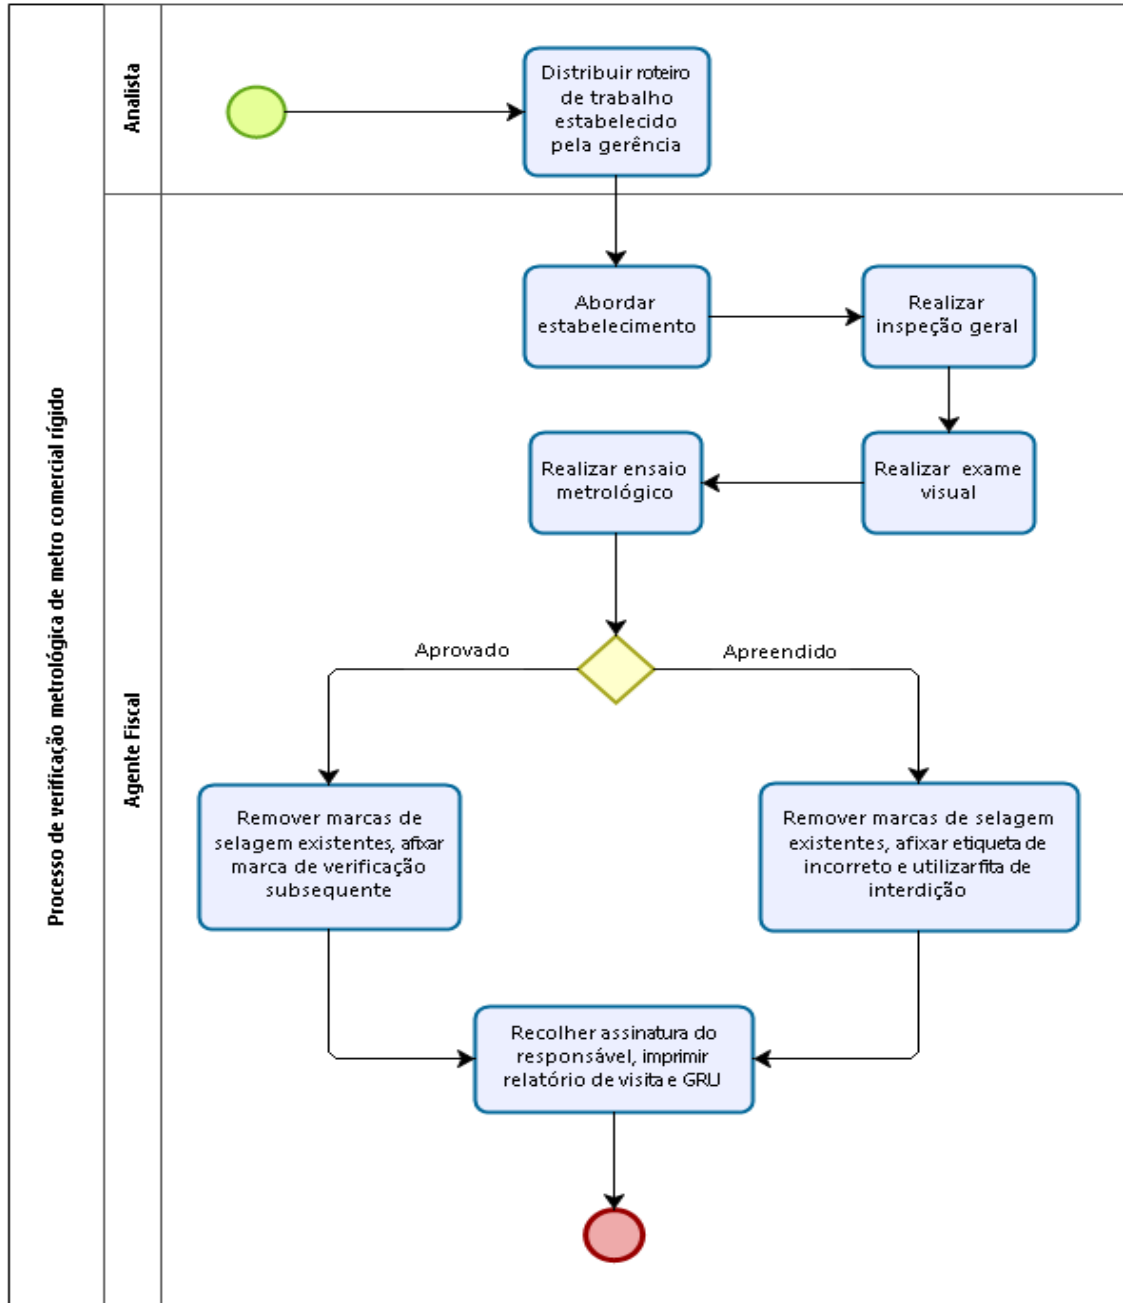 Processo de verificação metrológica de metro comercial rígido
Analista
Distribuir roteiro
de trabalho
estabelecido
pela gerência
Agente Fiscal
Abordar
estabelecimento
Realizar
inspeção geral
Realizar exame
visual
Realizar ensaio
metrológico
Aprovado
Apreendido
Remover marcas de
selagem existentes, afixar
marca de verificação
subsequente
Remover marcas de selagem
existentes, afixar etiqueta de
incorreto e utilizar fita de
interdição
Recolher assinatura do
responsável, imprimir
relatório de visita e GRU